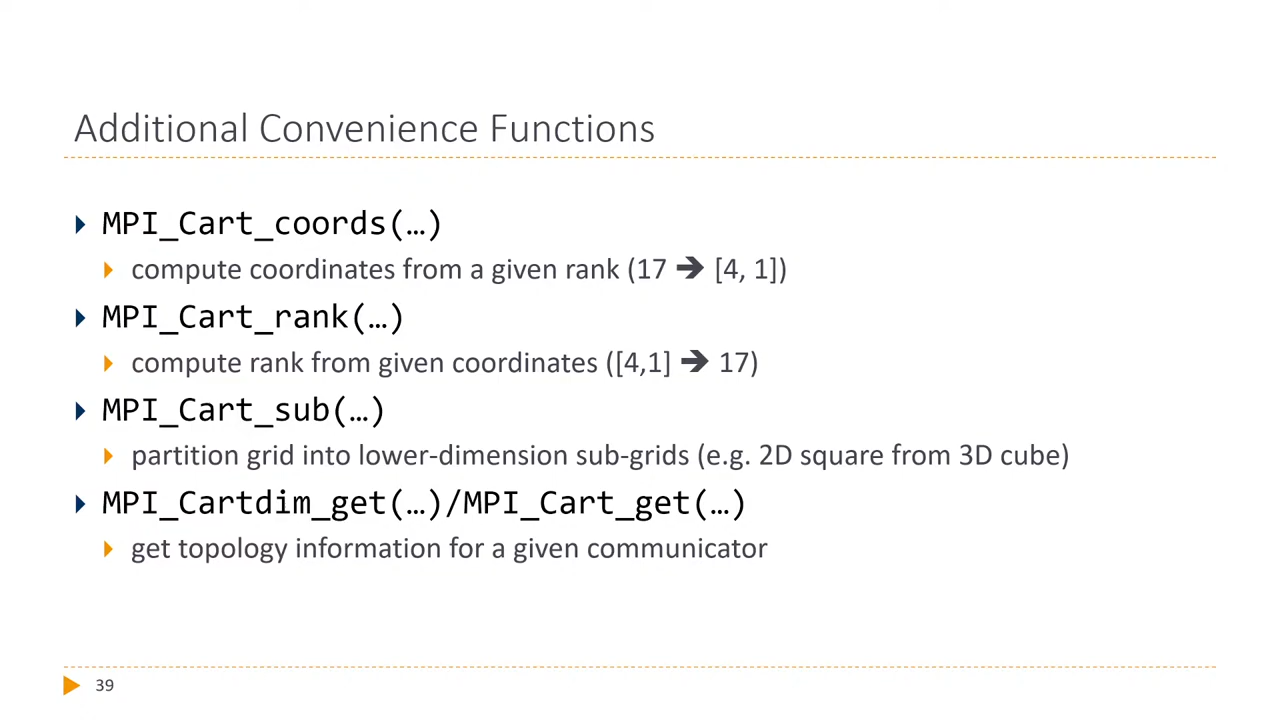 Additional Convenience Functions
MPI_Cart_coords(…)
compute coordinates from a given rank (17 🡺 [4, 1])
MPI_Cart_rank(…)
compute rank from given coordinates ([4,1] 🡺 17)
MPI_Cart_sub(…)
partition grid into lower-dimension sub-grids (e.g. 2D square from 3D cube)
MPI_Cartdim_get(…)/MPI_Cart_get(…)
get topology information for a given communicator
39